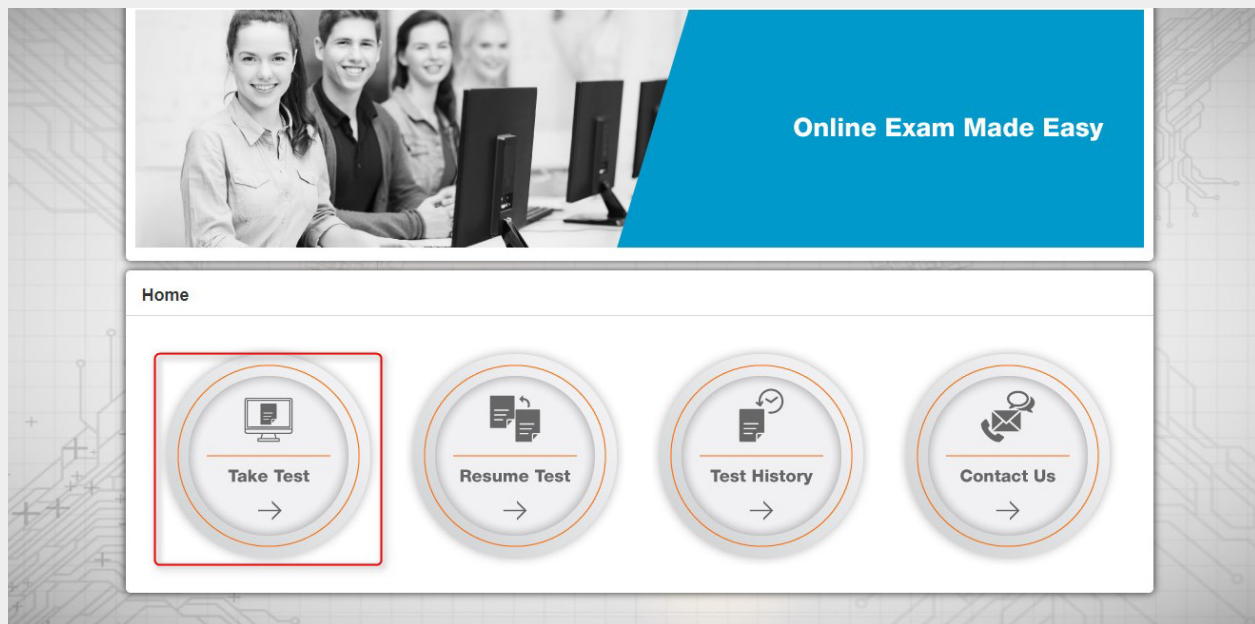 Online Exam Made Easy
Home
Take Test
Resume Test
Test History
Contact Us